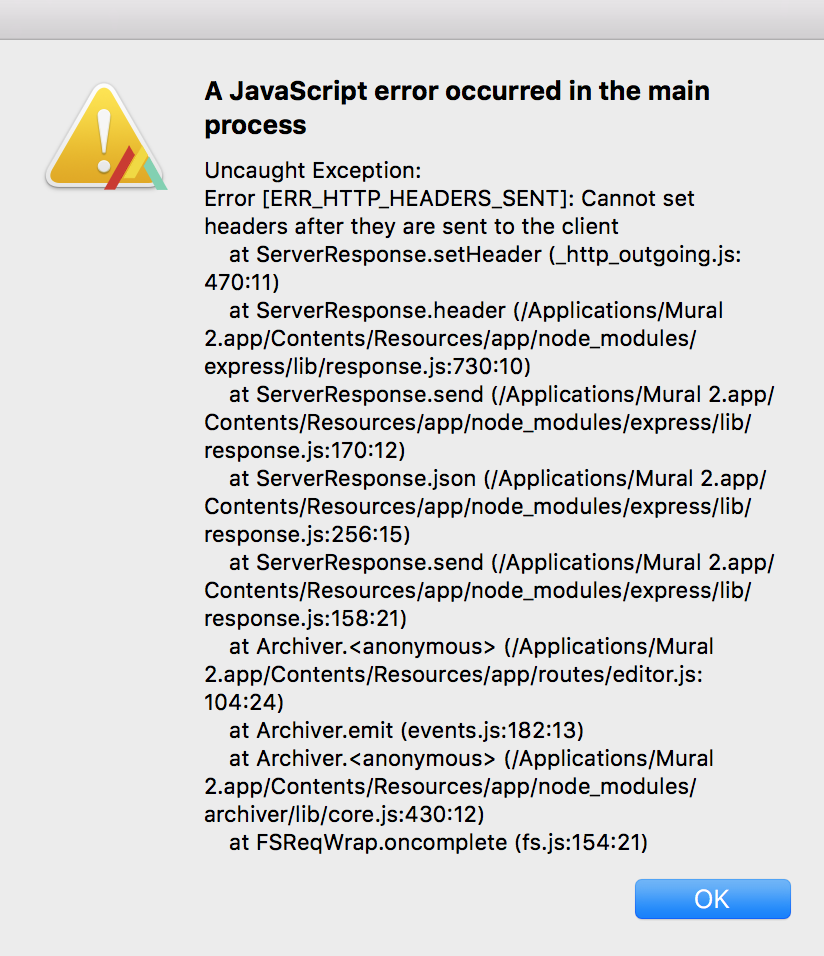 A JavaScript error occurred in the main
process
Uncaught Exception:
Error [ERR_HTTP_HEADERS_SENT]: Cannot set
headers after they are sent to the client
at ServerResponse.setHeader (_http_outgoing.js:
470:11)
at ServerResponse.header (/Applications/Mural
2.app/Contents/Resources/app/node_modules/
express/lib/response.js:730:10)
at ServerResponse.send (/Applications/Mural 2.app/
Contents/Resources/app/node_modules/express/lib/
response.js:170:12)
at ServerResponse.json (/Applications/Mural 2.app/
Contents/Resources/app/node_modules/express/lib/
response.js:256:15)
at ServerResponse.send (/Applications/Mural 2.app/
Contents/Resources/app/node_modules/express/lib/
response.js:158:21)
at Archiver.<anonymous> (/Applications/Mural
2.app/Contents/Resources/app/routes/editor.js:
104:24)
at Archiver.emit (events.js:182:13)
at Archiver.<anonymous> (/Applications/Mural
2.app/Contents/Resources/app/node_modules/
archiver/lib/core.js:430:12)
at FSReqWrap.oncomplete (fs.js:154:21)
OK